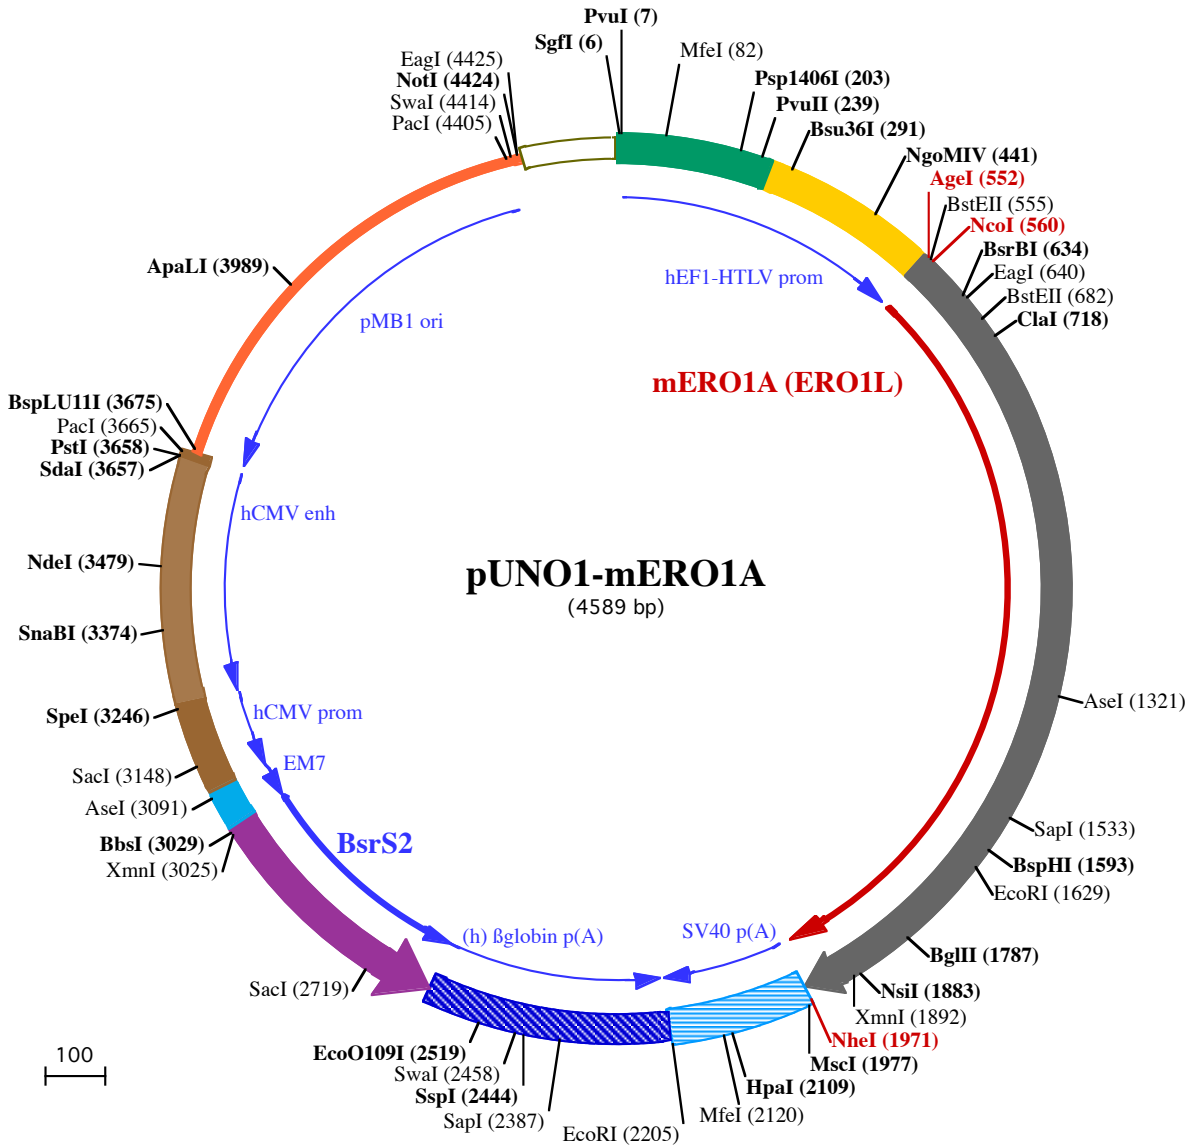 PvuI (7)
SgfI (6)
MfeI (82)
EagI (4425)
NotI (4424)
SwaI (4414)
PacI (4405)
Psp1406I (203)
PvuII (239)
Bsu36I (291)
NgoMIV (441)
AgeI (552)
BstEII (555)
NcoI (560)
BsrBI (634)
EagI (640)
BstEII (682)
ClaI (718)
ApaLI (3989)
hEF1-HTLV prom
pMB1 ori
mERO1A (ERO1L)
BspLU11I (3675)
PacI (3665)
PstI (3658)
SdaI (3657)
hCMV enh
NdeI (3479)
pUNO1-mERO1A
(4589 bp)
SnaBI (3374)
AseI (1321)
SpeI (3246)
hCMV prom
EM7
SacI (3148)
AseI (3091)
SapI (1533)
BbsI (3029)
BsrS2
XmnI (3025)
BspHI (1593)
EcoRI (1629)
(h) ßglobin p(A)
SV40 p(A)
BglII (1787)
SacI (2719)
NsiI (1883)
XmnI (1892)
NheI (1971)
MscI (1977)
EcoO109I (2519)
SwaI (2458)
SspI (2444)
SapI (2387)
EcoRI (2205)
MfeI (2120)
HpaI (2109)
100